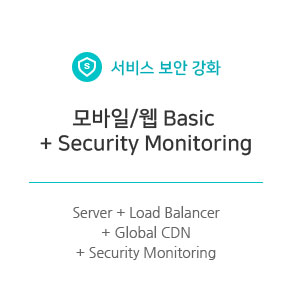 서비스 보안 강화
모바일/웹 Basic
+ Security Monitoring
Server + Load Balancer
+ Global CDN
+ Security Monitoring